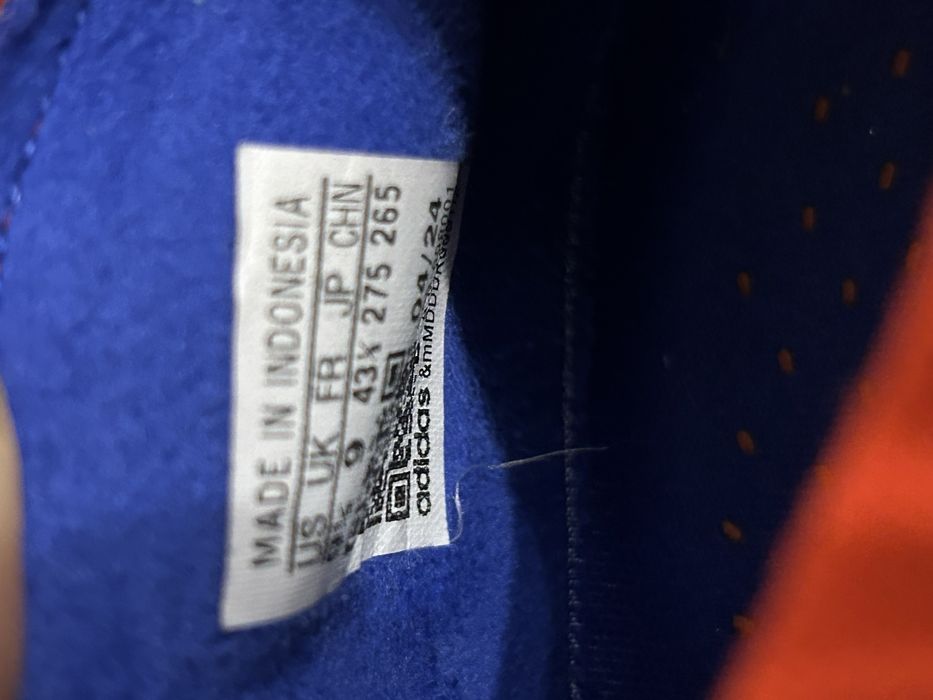 MADE IN INDONESIA
US UK FR JP CHN
9 43⅓ 275 265
04/24
adidas